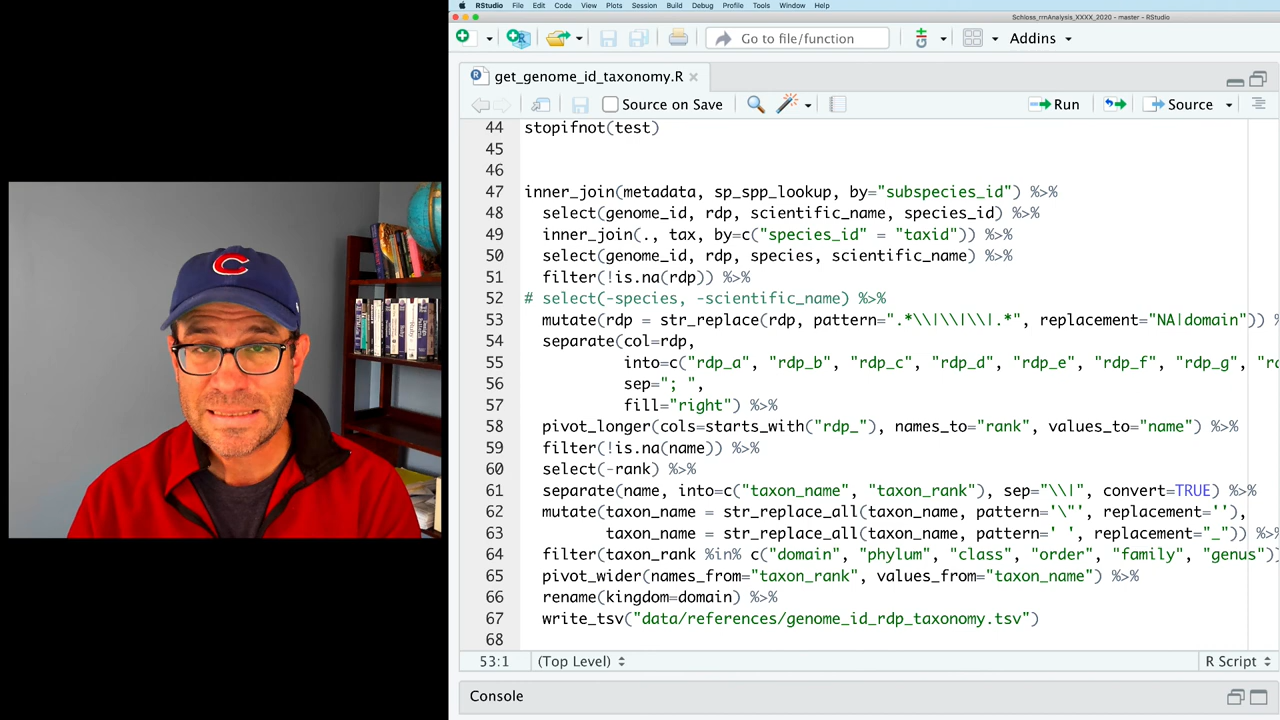 RStudio File Edit Code View Plots Session Build Debug Profile Tools Window Help
Schloss_rrnAnalysis_XXXX_2020 - master - RStudio
Go to file/function Addins
get_genome_id_taxonomy.R
Source on Save Run Source
44 stopifnot(test)
45
46
47 inner_join(metadata, sp_spp_lookup, by="subspecies_id") %>%
48 select(genome_id, rdp, scientific_name, species_id) %>%
49 inner_join(., tax, by=c("species_id" = "taxid")) %>%
50 select(genome_id, rdp, species, scientific_name) %>%
51 filter(!is.na(rdp)) %>%
52 # select(-species, -scientific_name) %>%
53 mutate(rdp = str_replace(rdp, pattern=".*\\|\\|\\|.*", replacement="NA|domain")) %
54 separate(col=rdp,
55 into=c("rdp_a", "rdp_b", "rdp_c", "rdp_d", "rdp_e", "rdp_f", "rdp_g", "rd
56 sep="; ",
57 fill="right") %>%
58 pivot_longer(cols=starts_with("rdp_"), names_to="rank", values_to="name") %>%
59 filter(!is.na(name)) %>%
60 select(-rank) %>%
61 separate(name, into=c("taxon_name", "taxon_rank"), sep="\\|", convert=TRUE) %>%
62 mutate(taxon_name = str_replace_all(taxon_name, pattern='\"', replacement=''),
63 taxon_name = str_replace_all(taxon_name, pattern=' ', replacement="_")) %>
64 filter(taxon_rank %in% c("domain", "phylum", "class", "order", "family", "genus")
65 pivot_wider(names_from="taxon_rank", values_from="taxon_name") %>%
66 rename(kingdom=domain) %>%
67 write_tsv("data/references/genome_id_rdp_taxonomy.tsv")
68
53:1 (Top Level) R Script
Console